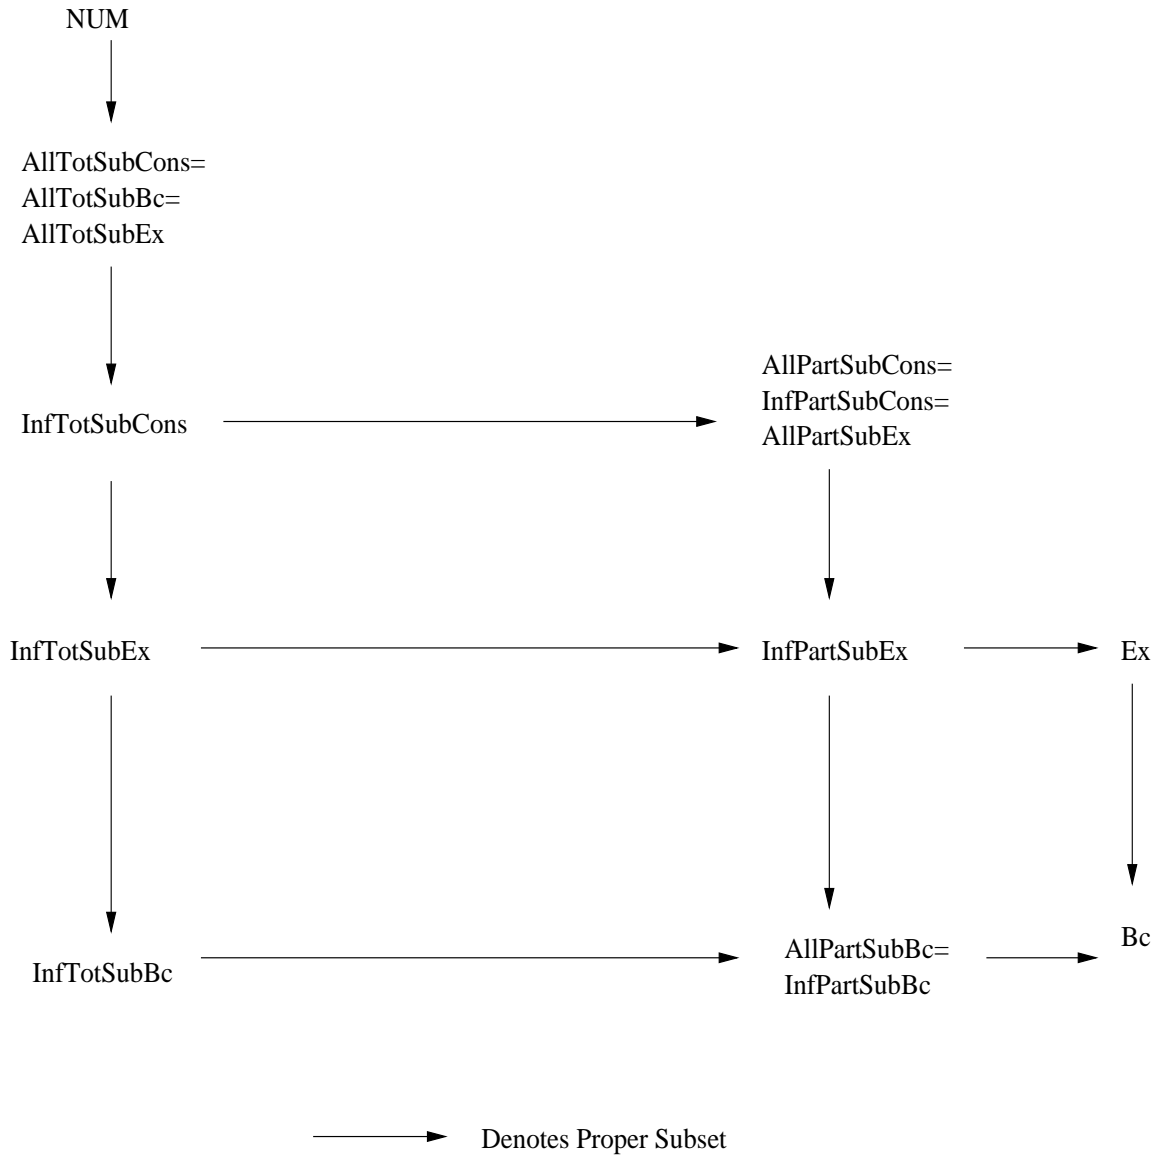 NUM
AllTotSubCons=
AllTotSubBc=
AllTotSubEx
InfTotSubCons
AllPartSubCons=
InfPartSubCons=
AllPartSubEx
InfTotSubEx
InfPartSubEx
Ex
InfTotSubBc
AllPartSubBc=
InfPartSubBc
Bc
Denotes Proper Subset